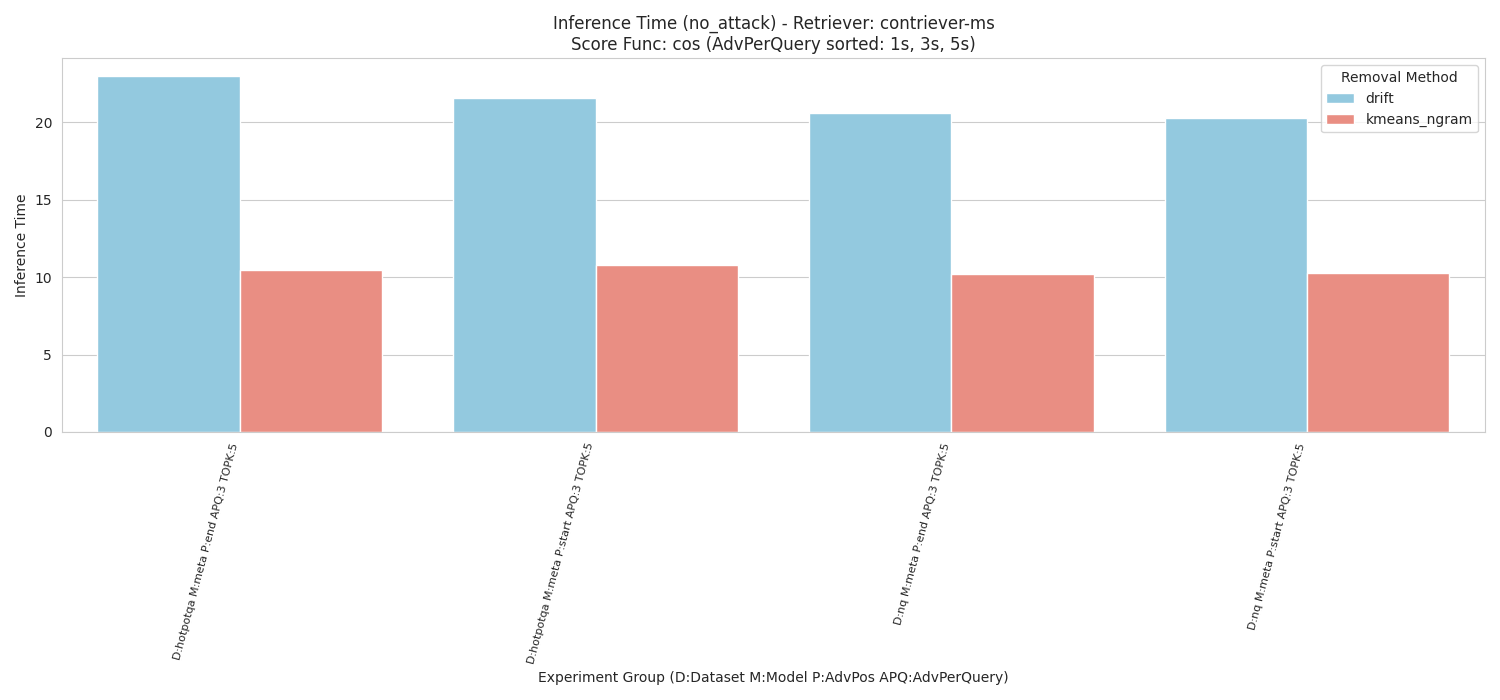 Inference Time (no_attack) - Retriever: contriever-ms
Score Func: cos (AdvPerQuery sorted: 1s, 3s, 5s)
Removal Method
drift
kmeans_ngram
Inference Time
20
15
10
5
0
D:hotpotqa M:meta P:end APQ:3 TOPK:5
D:hotpotqa M:meta P:start APQ:3 TOPK:5
D:nq M:meta P:end APQ:3 TOPK:5
D:nq M:meta P:start APQ:3 TOPK:5
Experiment Group (D:Dataset M:Model P:AdvPos APQ:AdvPerQuery)